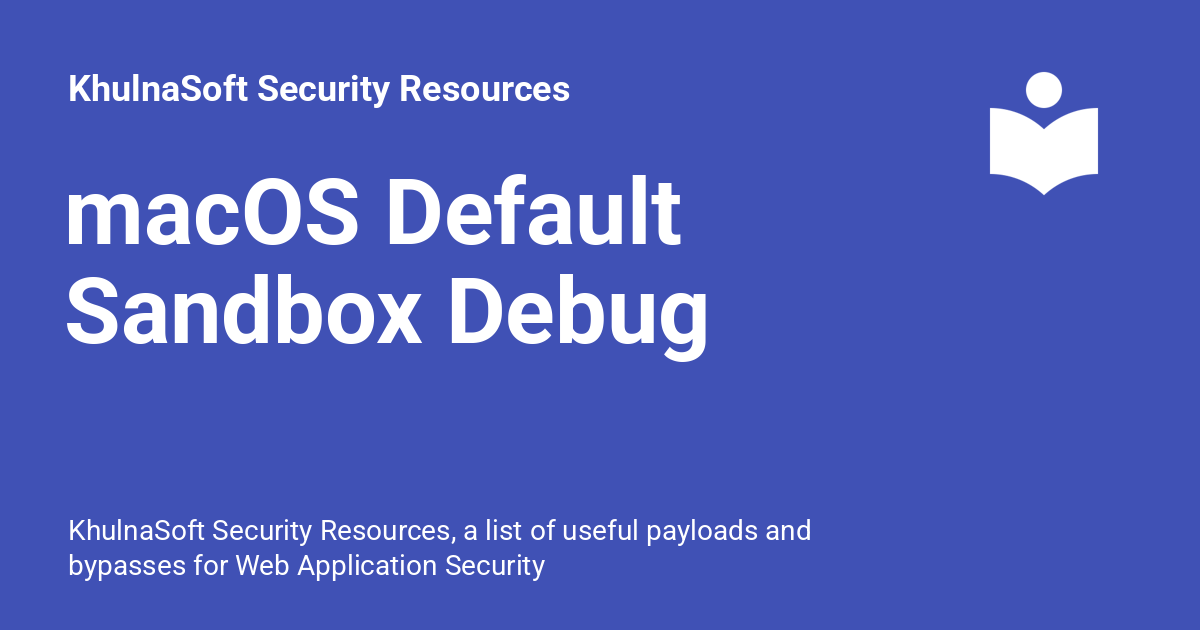 KhulnaSoft Security Resources
macOS Default
Sandbox Debug
KhulnaSoft Security Resources, a list of useful payloads and
bypasses for Web Application Security